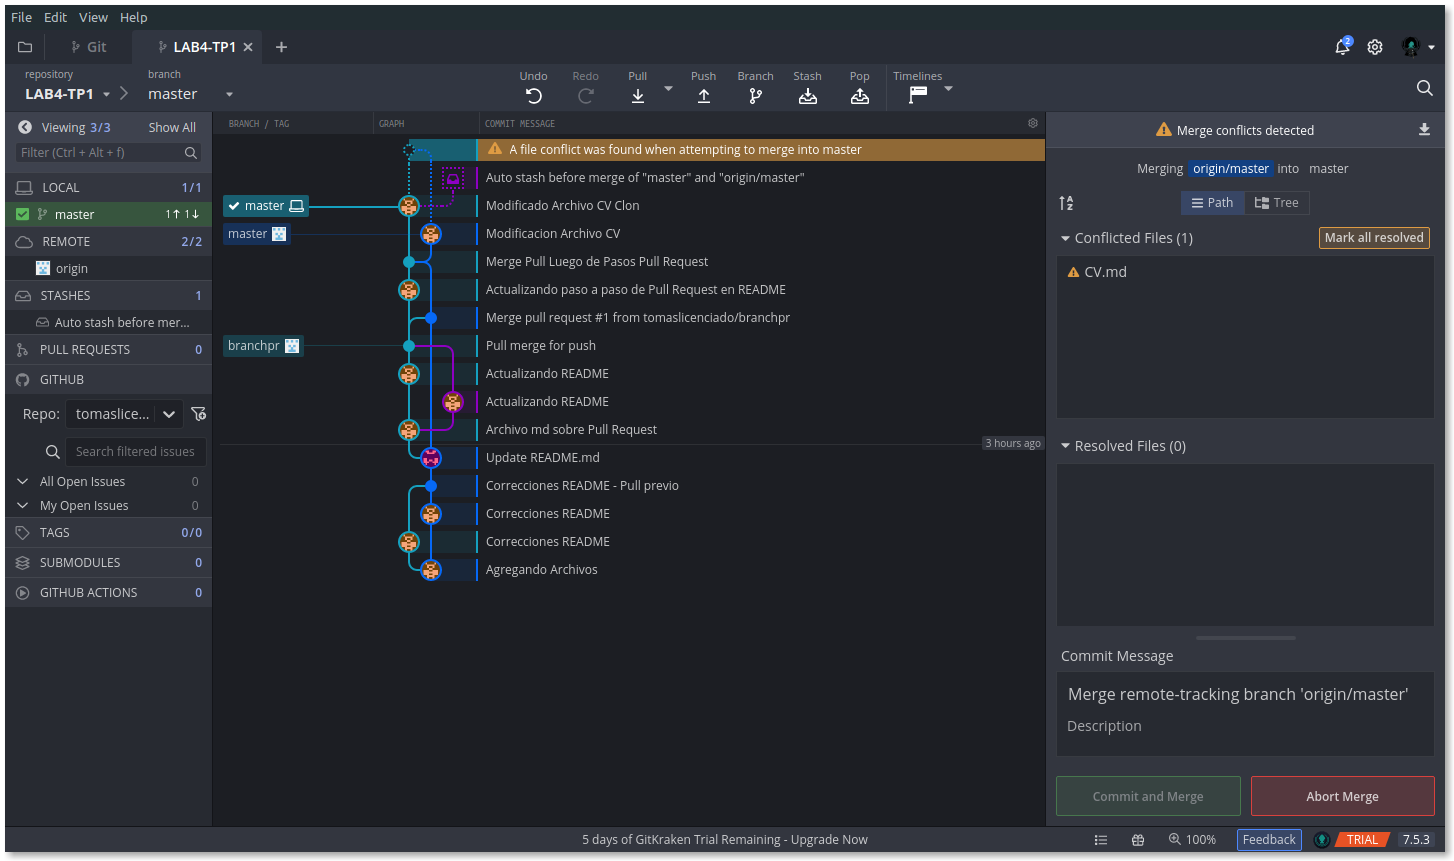 File Edit View Help
Git LAB4-TP1
2
repository branch
LAB4-TP1 master
Undo Redo Pull Push Branch Stash Pop Timelines
Viewing 3/3 Show All
Filter (Ctrl + Alt + f)
LOCAL 1/1
master 1↑ 1↓
REMOTE 2/2
origin
STASHES 1
Auto stash before mer...
PULL REQUESTS 0
GITHUB
Repo: tomaslice...
Search filtered issues
All Open Issues 0
My Open Issues 0
TAGS 0/0
SUBMODULES 0
GITHUB ACTIONS 0
BRANCH / TAG GRAPH COMMIT MESSAGE
A file conflict was found when attempting to merge into master
Auto stash before merge of "master" and "origin/master"
master Modificado Archivo CV Clon
master Modificacion Archivo CV
Merge Pull Luego de Pasos Pull Request
Actualizando paso a paso de Pull Request en README
Merge pull request #1 from tomaslicenciado/branchpr
branchpr Pull merge for push
Actualizando README
Actualizando README
Archivo md sobre Pull Request
3 hours ago
Update README.md
Correcciones README - Pull previo
Correcciones README
Correcciones README
Agregando Archivos
Merge conflicts detected
Merging origin/master into master
A Z Path Tree
Conflicted Files (1) Mark all resolved
CV.md
Resolved Files (0)
Commit Message
Merge remote-tracking branch 'origin/master'
Description
Commit and Merge Abort Merge
5 days of GitKraken Trial Remaining - Upgrade Now 100% Feedback TRIAL 7.5.3